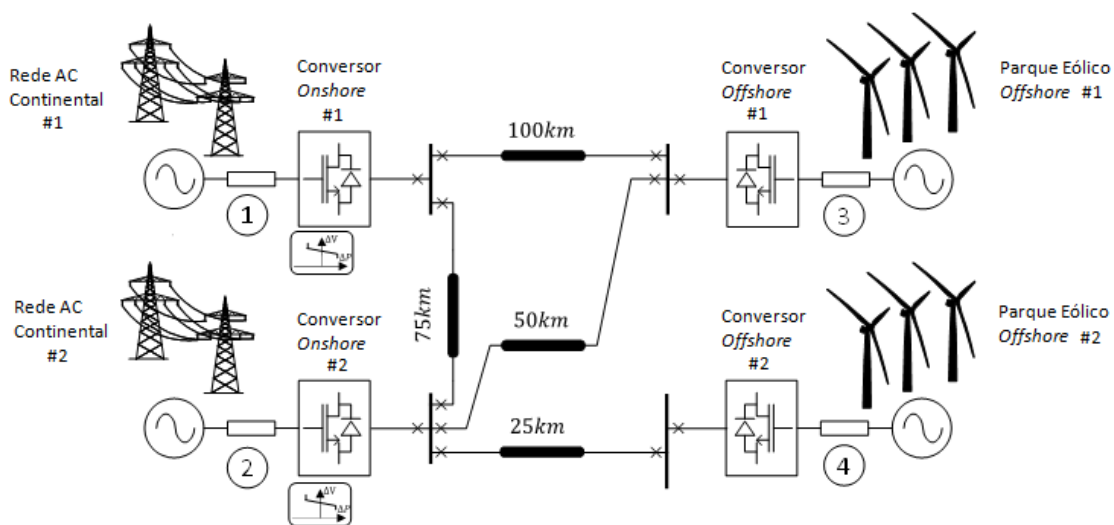 Rede AC
Continental
#1
Conversor
Onshore
#1
100km
Conversor
Offshore
#1
Parque Eólico
Offshore #1
1
ΔV
ΔP
3
75km
50km
Rede AC
Continental
#2
Conversor
Onshore
#2
Conversor
Offshore
#2
Parque Eólico
Offshore #2
25km
2
ΔV
ΔP
4